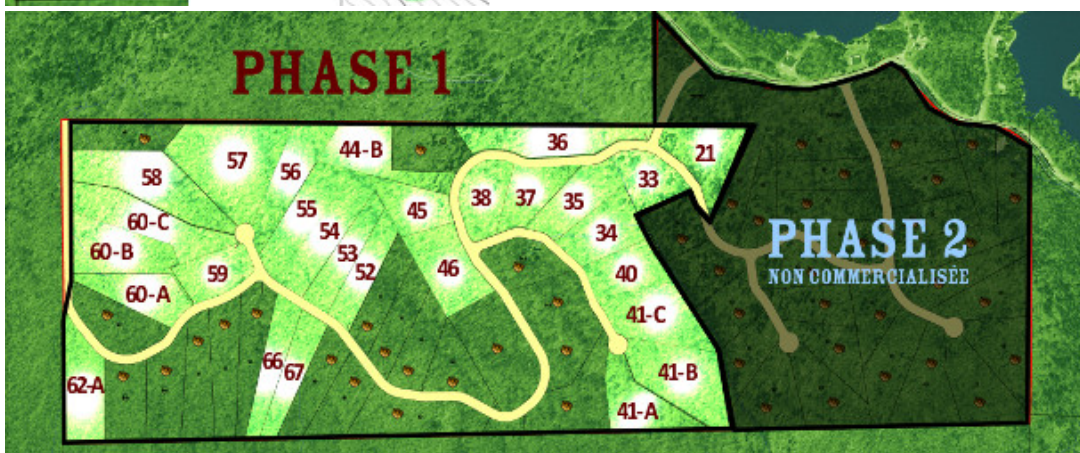 PHASE 1
36
44-B
21
57
56
58
33
38
37
35
55
45
60-C
54
34
60-B
53
PHASE 2
46
59
52
40
NON COMMERCIALISÉE
60-A
41-C
66
67
41-B
62-A
41-A